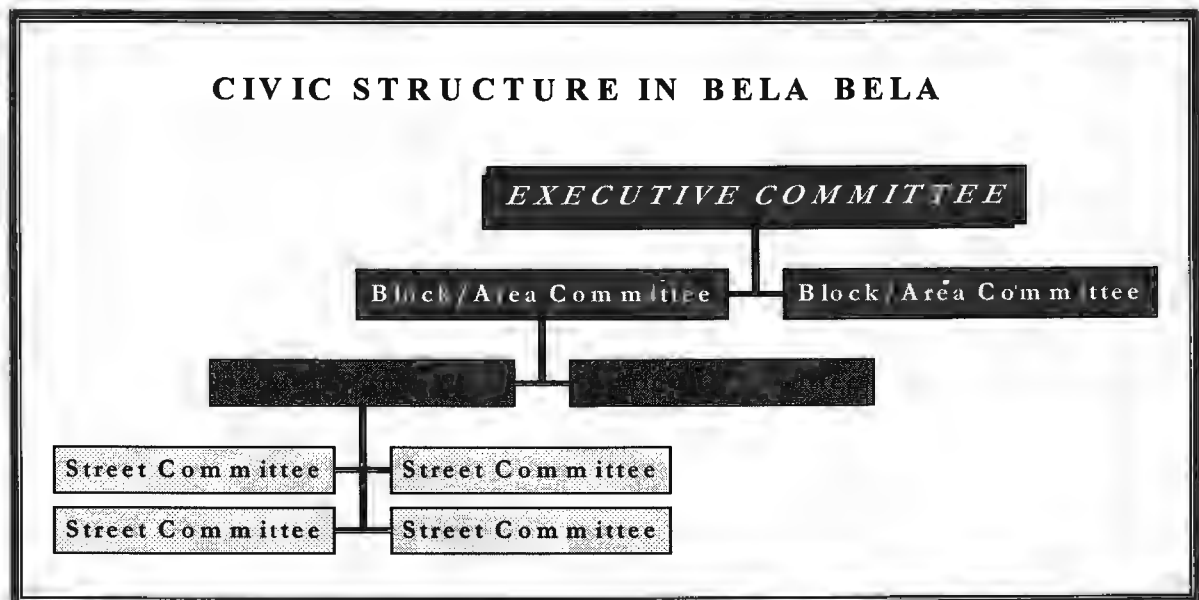 CIVIC STRUCTURE IN BELA BELA
EXECUTIVE COMMITTEE
Block/Area Committee Block/Area Committee
Street Committee Street Committee
Street Committee Street Committee